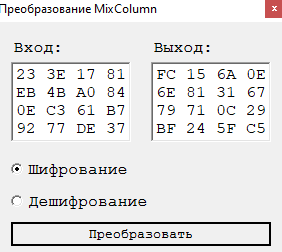 Преобразование MixColumn x
Вход: Выход:
23 3E 17 81 FC 15 6A 0E
EB 4B A0 84 6E 81 31 67
0E C3 61 B7 79 71 0C 29
92 77 DE 37 BF 24 5F C5
Шифрование
Дешифрование
Преобразовать